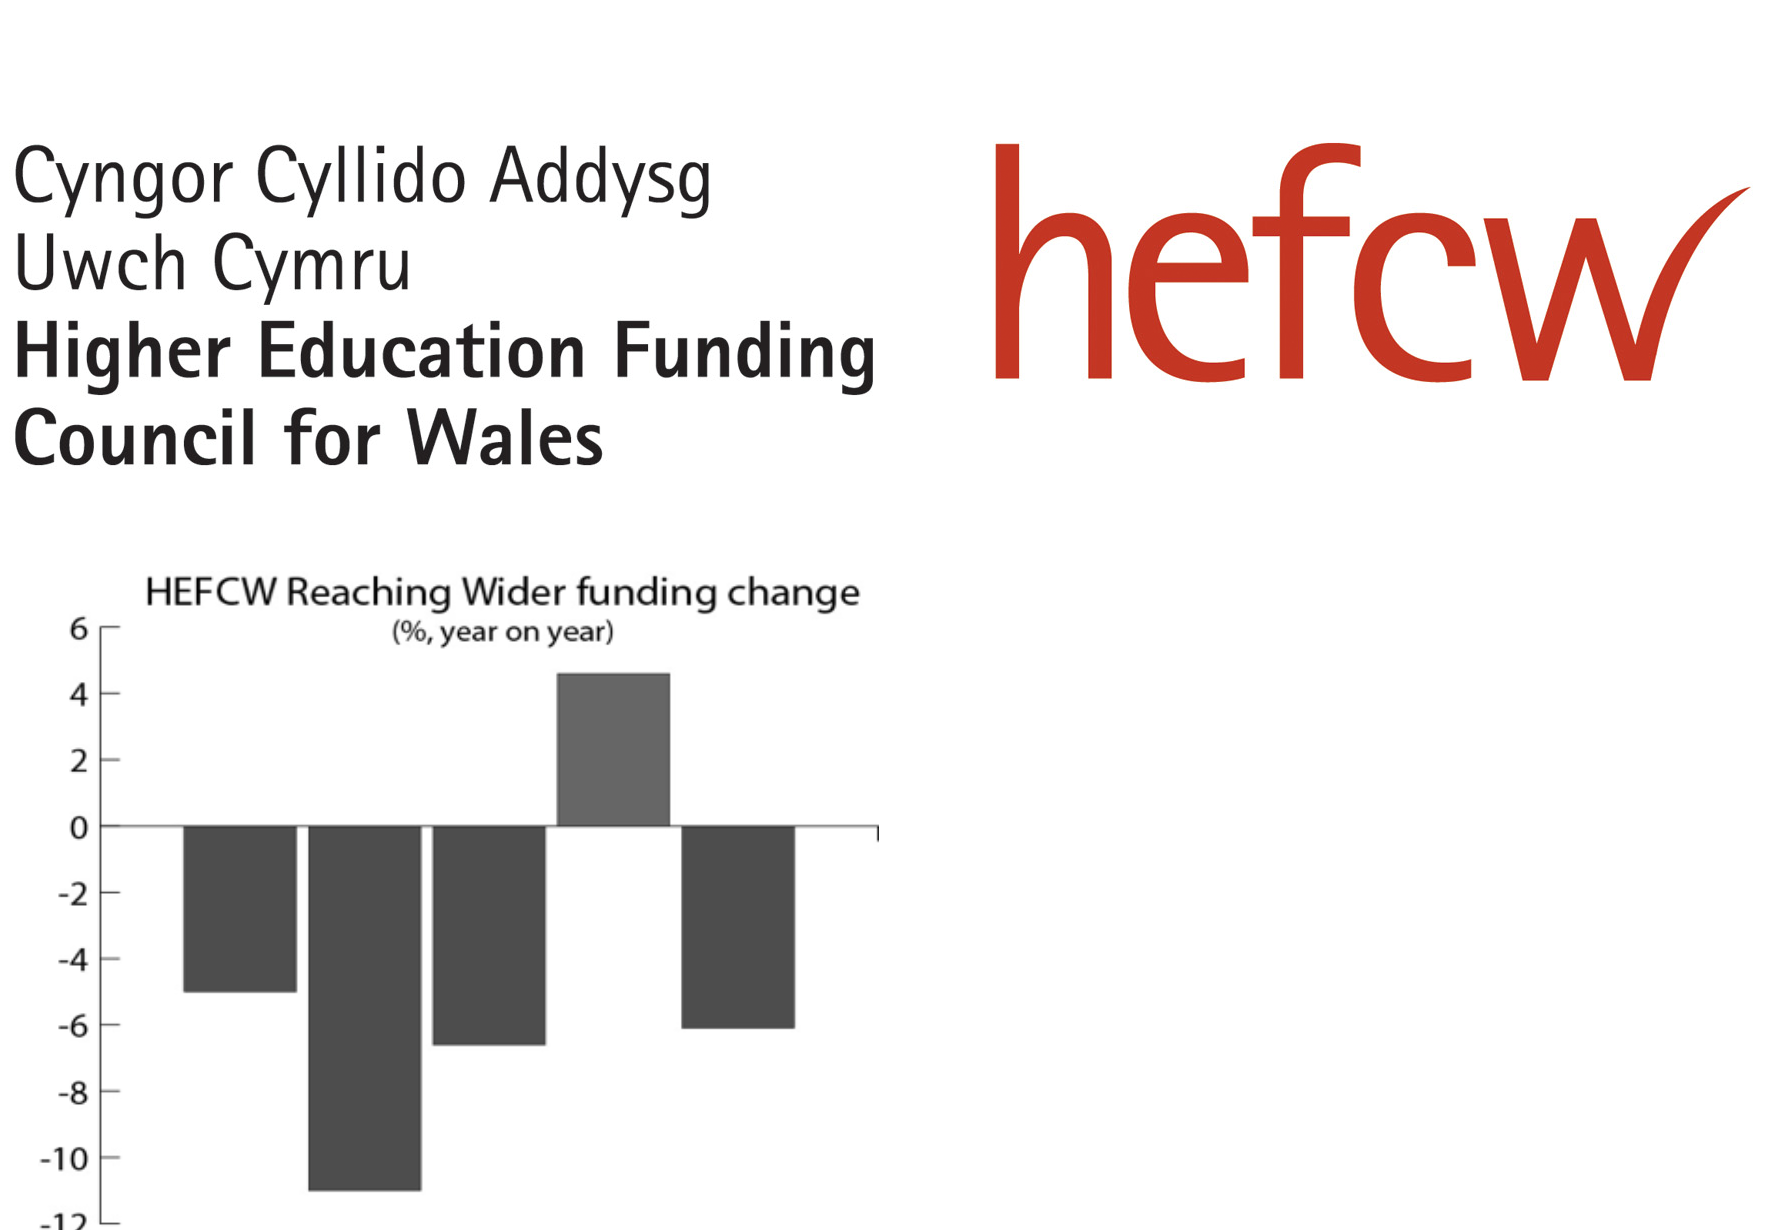 Cyngor Cyllido Addysg
Uwch Cymru
Higher Education Funding
Council for Wales
hefcw
HEFCW Reaching Wider funding change
(%, year on year)
6
4
2
0
-2
-4
-6
-8
-10
-12